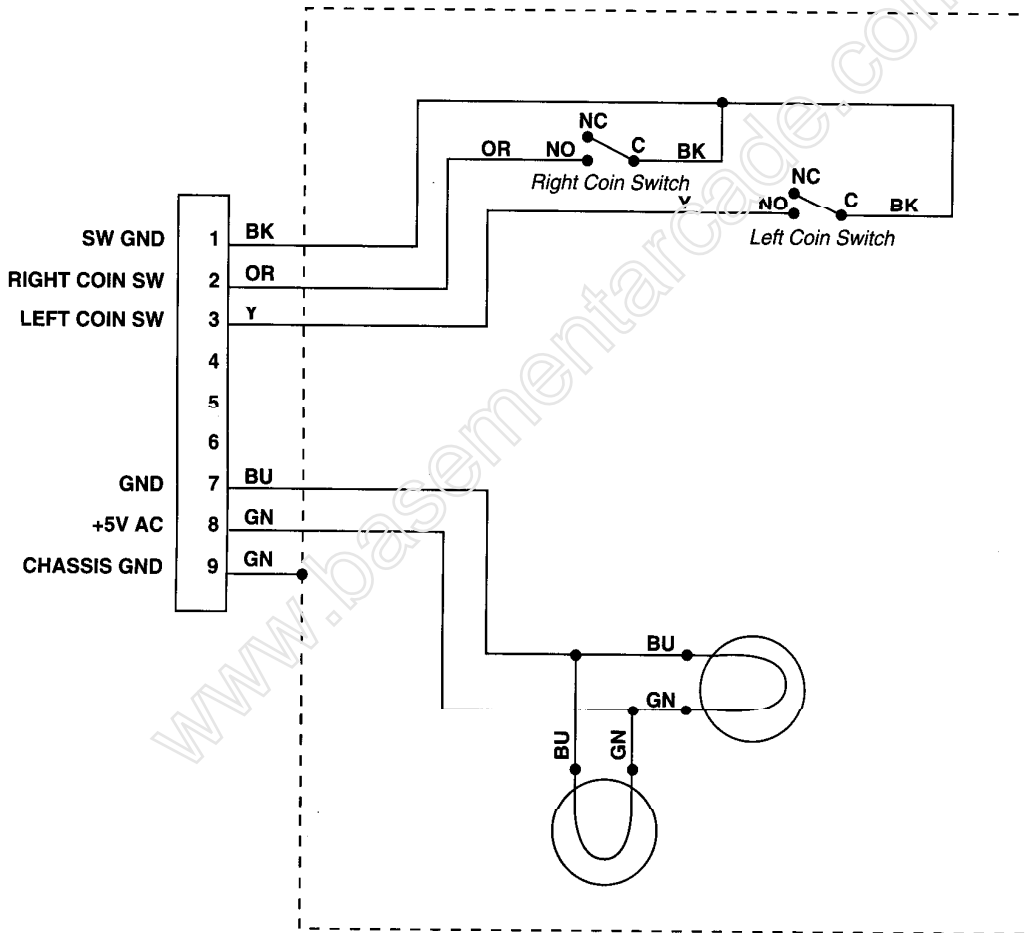 NC
OR NO C BK
Right Coin Switch
NC
Y NO C BK
Left Coin Switch
SW GND 1 BK
RIGHT COIN SW 2 OR
LEFT COIN SW 3 Y
4
5
6
GND 7 BU
+5V AC 8 GN
CHASSIS GND 9 GN
BU
GN
BU GN
www.basementarcade.com